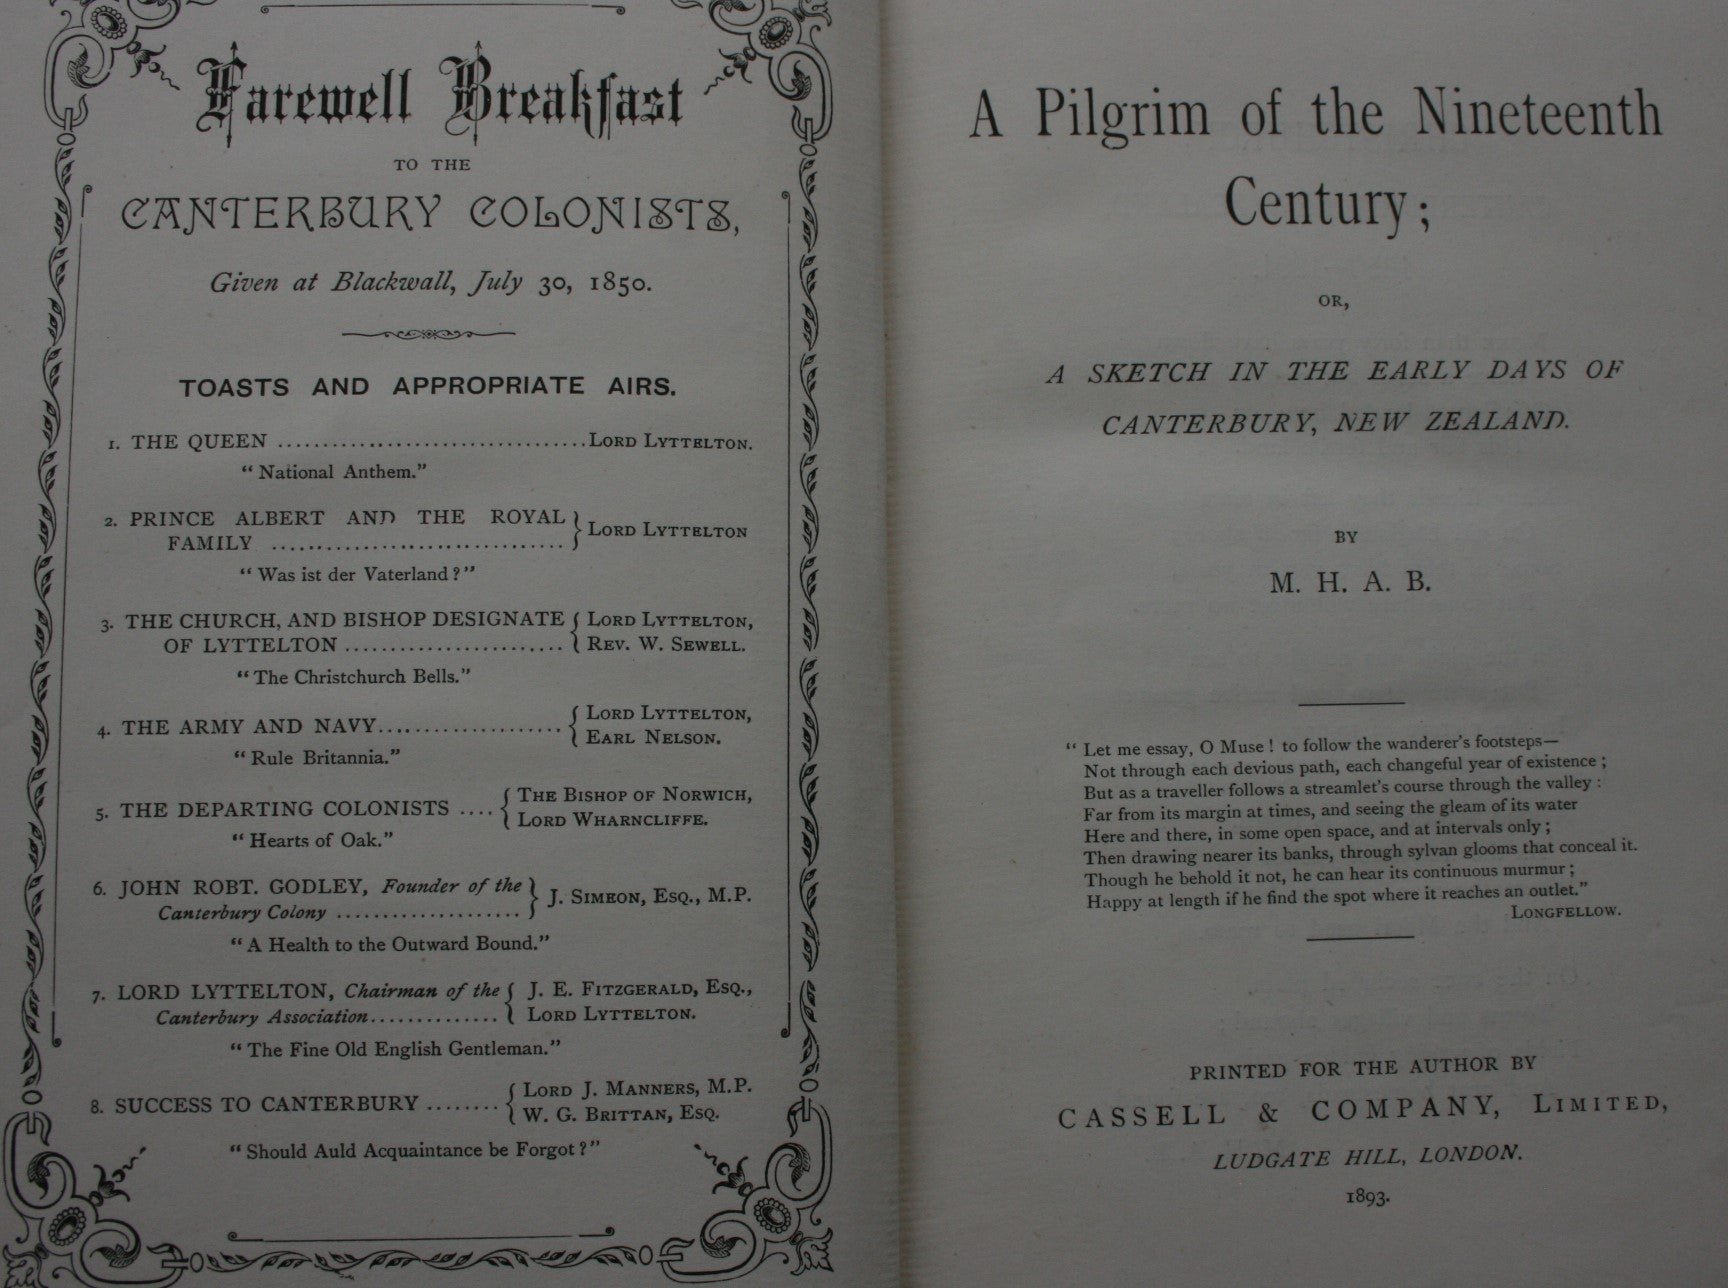 Farewell Breakfast
TO THE
CANTERBURY COLONISTS,
Given at Blackwall, July 30, 1850.
TOASTS AND APPROPRIATE AIRS.
1. THE QUEEN ................................. LORD LYTTELTON.
"National Anthem."
2. PRINCE ALBERT AND THE ROYAL
FAMILY ............................... } LORD LYTTELTON
"Was ist der Vaterland?"
3. THE CHURCH, AND BISHOP DESIGNATE { LORD LYTTELTON,
OF LYTTELTON ....................... { REV. W. SEWELL.
"The Christchurch Bells."
4. THE ARMY AND NAVY.................... { LORD LYTTELTON,
EARL NELSON.
"Rule Britannia."
5. THE DEPARTING COLONISTS .... { THE BISHOP OF NORWICH,
LORD WHARNCLIFFE.
"Hearts of Oak."
6. JOHN ROBT. GODLEY, Founder of the
Canterbury Colony .................... } J. SIMEON, ESQ., M.P.
"A Health to the Outward Bound."
7. LORD LYTTELTON, Chairman of the { J. E. FITZGERALD, ESQ.,
Canterbury Association.............. { LORD LYTTELTON.
"The Fine Old English Gentleman."
8. SUCCESS TO CANTERBURY ........ { LORD J. MANNERS, M.P.
W. G. BRITTAN, ESQ.
"Should Auld Acquaintance be Forgot?"
A Pilgrim of the Nineteenth
Century;
OR,
A SKETCH IN THE EARLY DAYS OF
CANTERBURY, NEW ZEALAND.
BY
M. H. A. B.
"Let me essay, O Muse! to follow the wanderer's footsteps—
Not through each devious path, each changeful year of existence;
But as a traveller follows a streamlet's course through the valley:
Far from its margin at times, and seeing the gleam of its water
Here and there, in some open space, and at intervals only;
Then drawing nearer its banks, through sylvan glooms that conceal it.
Though he behold it not, he can hear its continuous murmur;
Happy at length if he find the spot where it reaches an outlet."
LONGFELLOW.
PRINTED FOR THE AUTHOR BY
CASSELL & COMPANY, LIMITED,
LUDGATE HILL, LONDON.
1893.